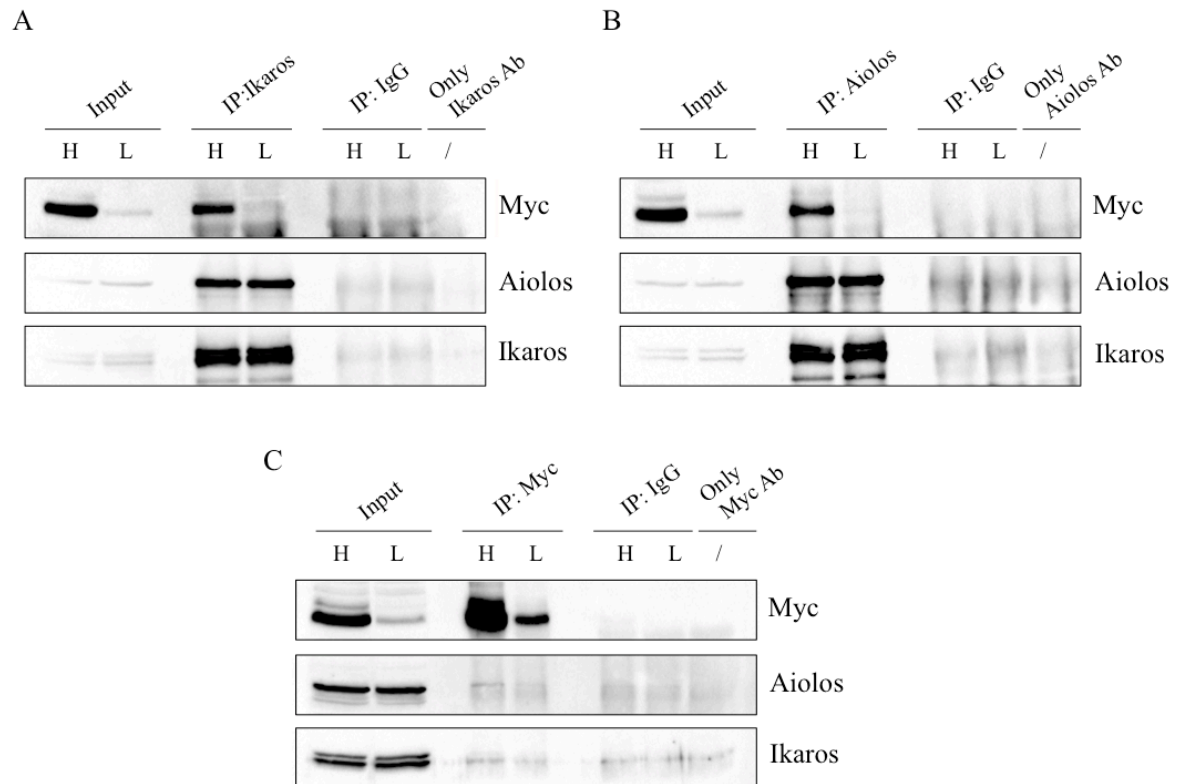 A
Input
IP:Ikaros
IP: IgG
Only
Ikaros Ab
H L H L H L /
Myc
Aiolos
Ikaros
B
Input
IP: Aiolos
IP: IgG
Only
Aiolos Ab
H L H L H L /
Myc
Aiolos
Ikaros
C
Input
IP: Myc
IP: IgG
Only
Myc Ab
H L H L H L /
Myc
Aiolos
Ikaros